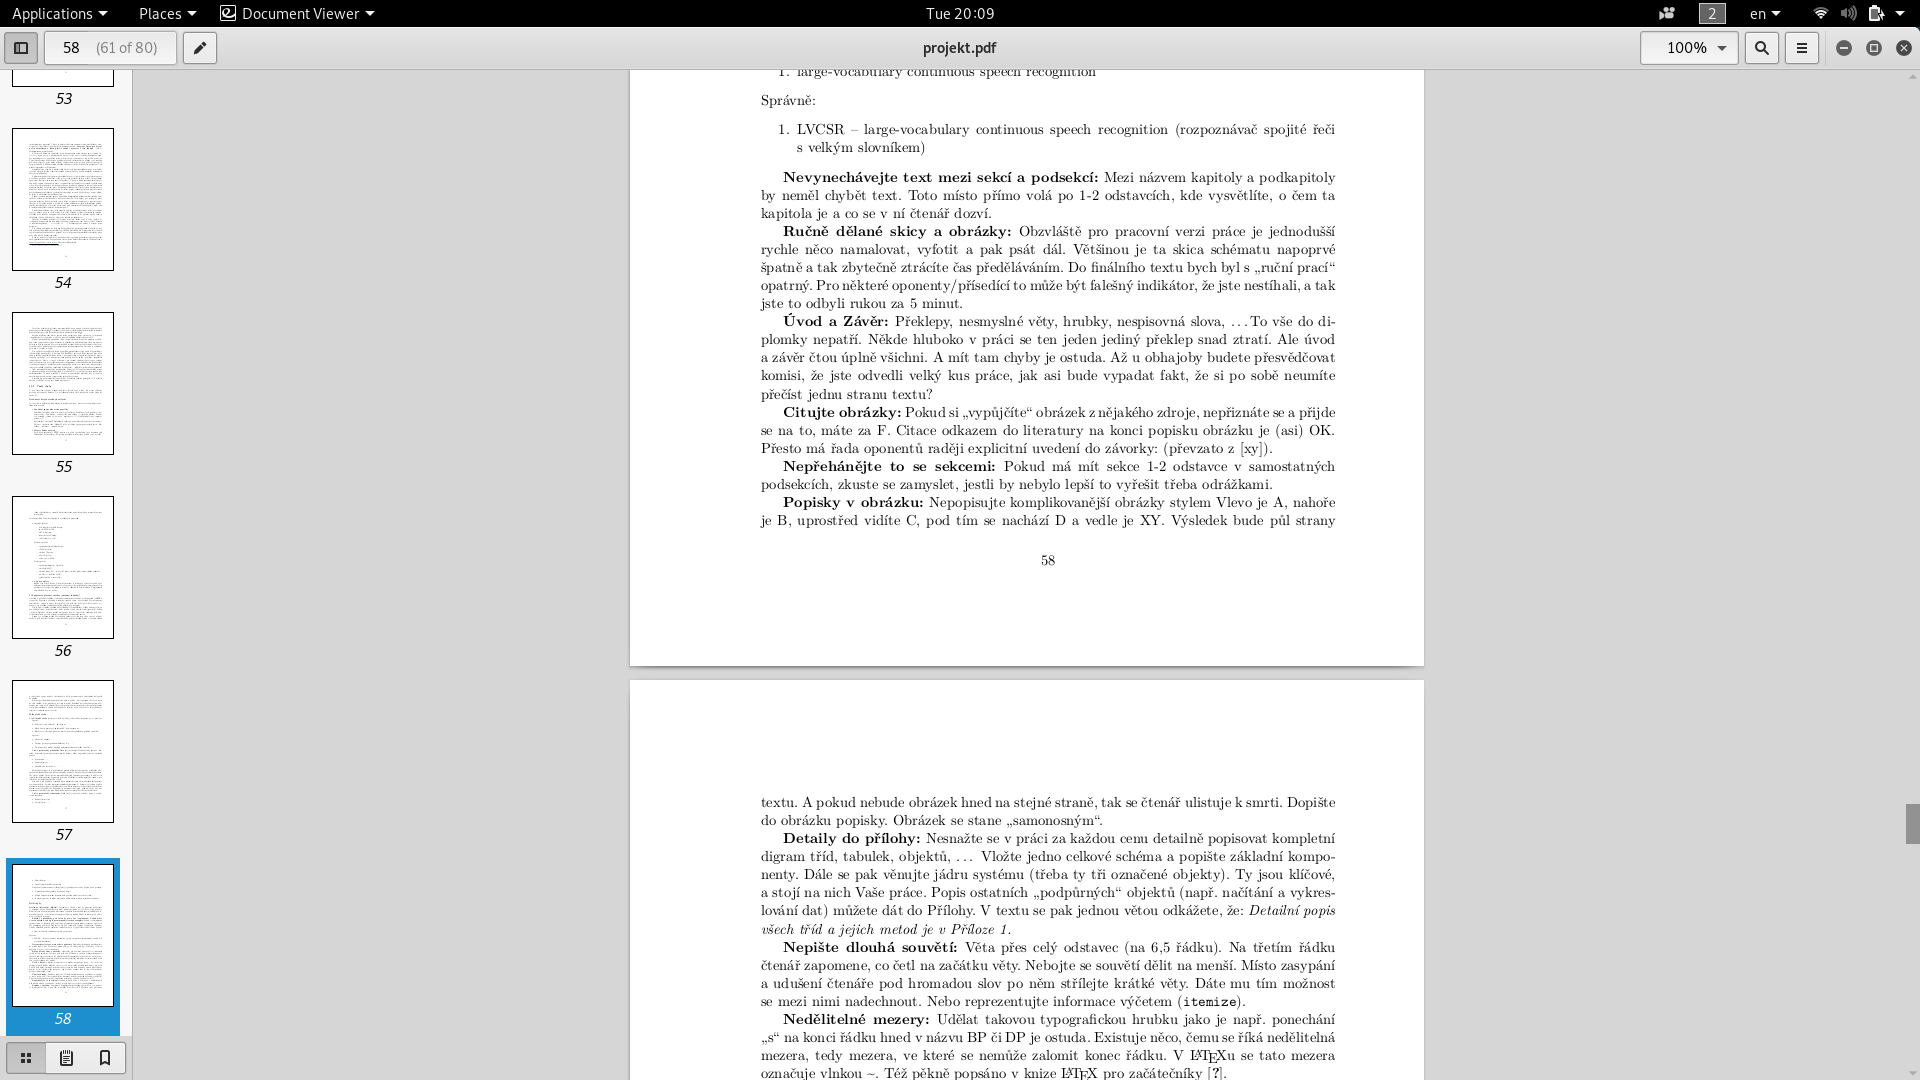 Applications
Places
Document Viewer
Tue 20:09
2
en
58 (61 of 80)
projekt.pdf
100%
53
54
55
56
57
58
1. large-vocabulary continuous speech recognition
Správně:
1. LVCSR – large-vocabulary continuous speech recognition (rozpoznávač spojité řeči
s velkým slovníkem)
Nevynechávejte text mezi sekcí a podsekcí: Mezi názvem kapitoly a podkapitoly
by neměl chybět text. Toto místo přímo volá po 1-2 odstavcích, kde vysvětlíte, o čem ta
kapitola je a co se v ní čtenář dozví.
Ručně dělané skicy a obrázky: Obzvláště pro pracovní verzi práce je jednodušší
rychle něco namalovat, vyfotit a pak psát dál. Většinou je ta skica schématu napoprvé
špatně a tak zbytečně ztrácíte čas předěláváním. Do finálního textu bych byl s „ruční prací“
opatrný. Pro některé oponenty/přísedící to může být falešný indikátor, že jste nestíhali, a tak
jste to odbyli rukou za 5 minut.
Úvod a Závěr: Překlepy, nesmyslné věty, hrubky, nespisovná slova, …To vše do di-
plomky nepatří. Někde hluboko v práci se ten jeden jediný překlep snad ztratí. Ale úvod
a závěr čtou úplně všichni. A mít tam chyby je ostuda. Až u obhajoby budete přesvědčovat
komisi, že jste odvedli velký kus práce, jak asi bude vypadat fakt, že si po sobě neumíte
přečíst jednu stranu textu?
Citujte obrázky: Pokud si „vypůjčíte“ obrázek z nějakého zdroje, nepřiznáte se a přijde
se na to, máte za F. Citace odkazem do literatury na konci popisku obrázku je (asi) OK.
Přesto má řada oponentů raději explicitní uvedení do závorky: (převzato z [xy]).
Nepřehánějte to se sekcemi: Pokud má mít sekce 1-2 odstavce v samostatných
podsekcích, zkuste se zamyslet, jestli by nebylo lepší to vyřešit třeba odrážkami.
Popisky v obrázku: Nepopisujte komplikovanější obrázky stylem Vlevo je A, nahoře
je B, uprostřed vidíte C, pod tím se nachází D a vedle je XY. Výsledek bude půl strany
58
textu. A pokud nebude obrázek hned na stejné straně, tak se čtenář ulistuje k smrti. Dopište
do obrázku popisky. Obrázek se stane „samonosným“.
Detaily do přílohy: Nesnažte se v práci za každou cenu detailně popisovat kompletní
digram tříd, tabulek, objektů, … Vložte jedno celkové schéma a popište základní kompo-
nenty. Dále se pak věnujte jádru systému (třeba ty tři označené objekty). Ty jsou klíčové,
a stojí na nich Vaše práce. Popis ostatních „podpůrných“ objektů (např. načítání a vykres-
lování dat) můžete dát do Přílohy. V textu se pak jednou větou odkážete, že: Detailní popis
všech tříd a jejich metod je v Příloze 1.
Nepište dlouhá souvětí: Věta přes celý odstavec (na 6,5 řádku). Na třetím řádku
čtenář zapomene, co četl na začátku věty. Nebojte se souvětí dělit na menší. Místo zasypání
a udušení čtenáře pod hromadou slov po něm střílejte krátké věty. Dáte mu tím možnost
se mezi nimi nadechnout. Nebo reprezentujte informace výčetem (itemize).
Nedělitelné mezery: Udělat takovou typografickou hrubku jako je např. ponechání
„s“ na konci řádku hned v názvu BP či DP je ostuda. Existuje něco, čemu se říká nedělitelná
mezera, tedy mezera, ve které se nemůže zalomit konec řádku. V LATEXu se tato mezera
označuje vlnkou ~. Též pěkně popsáno v knize LATEX pro začátečníky [?].